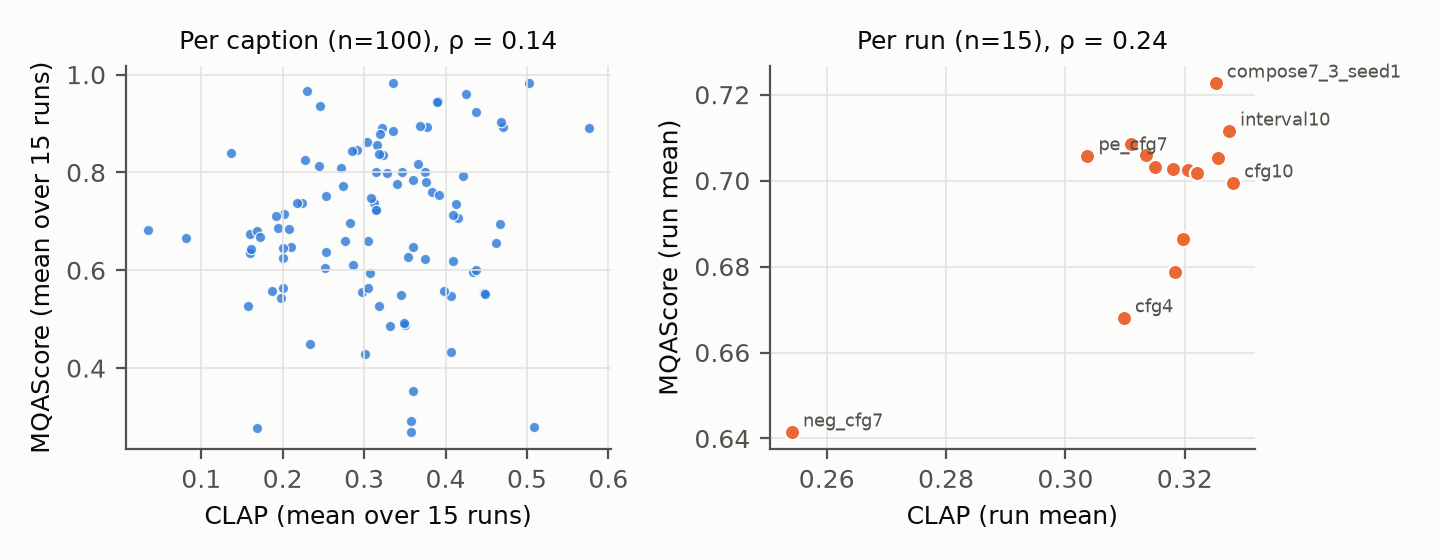 Per caption (n=100), ρ = 0.14
MQAScore (mean over 15 runs)
1.0
0.8
0.6
0.4
0.1
0.2
0.3
0.4
0.5
0.6
CLAP (mean over 15 runs)
Per run (n=15), ρ = 0.24
MQAScore (run mean)
0.72
0.70
0.68
0.66
0.64
compose7_3_seed1
interval10
pe_cfg7
cfg10
cfg4
neg_cfg7
0.26
0.28
0.30
0.32
CLAP (run mean)